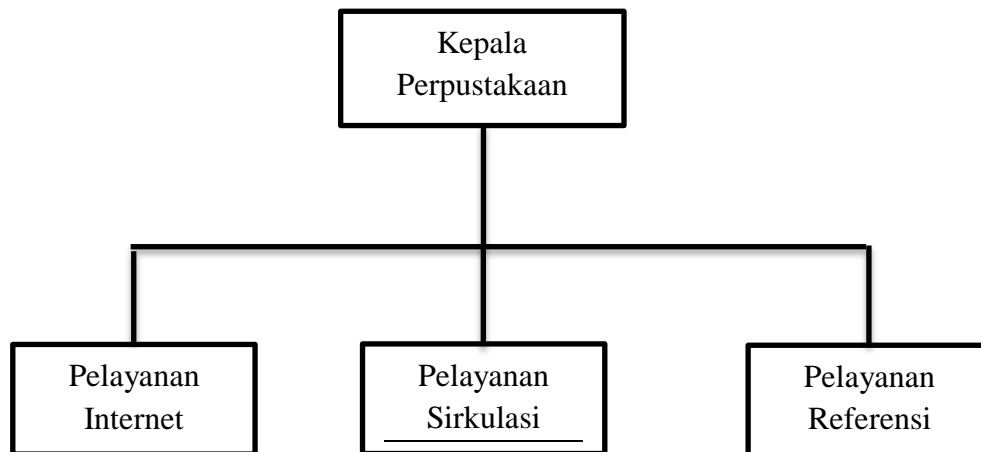 Kepala
Perpustakaan
Pelayanan
Internet
Pelayanan
Sirkulasi
Pelayanan
Referensi